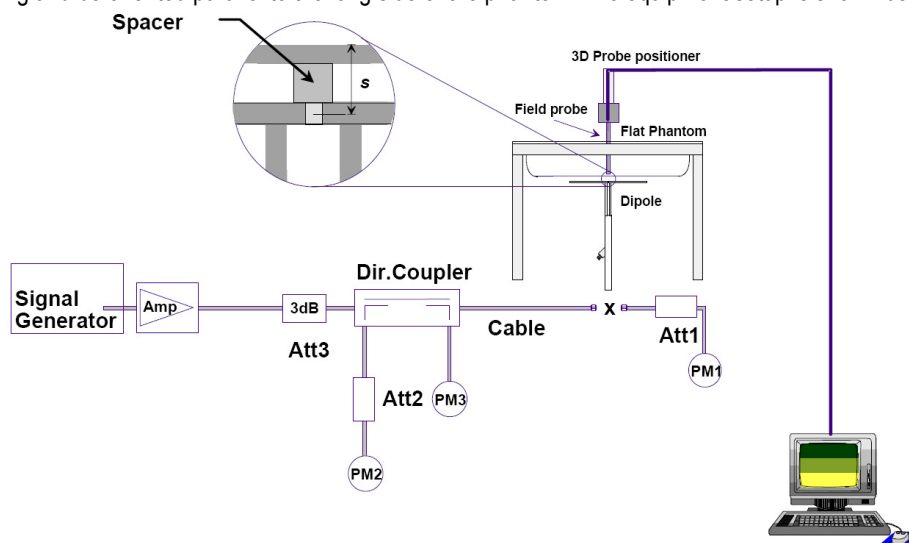 Spacer
s
3D Probe positioner
Field probe
Flat Phantom
Dipole
Dir.Coupler
Signal
Generator
Amp
3dB
X
Cable
Att3
Att1
PM1
Att2
PM3
PM2